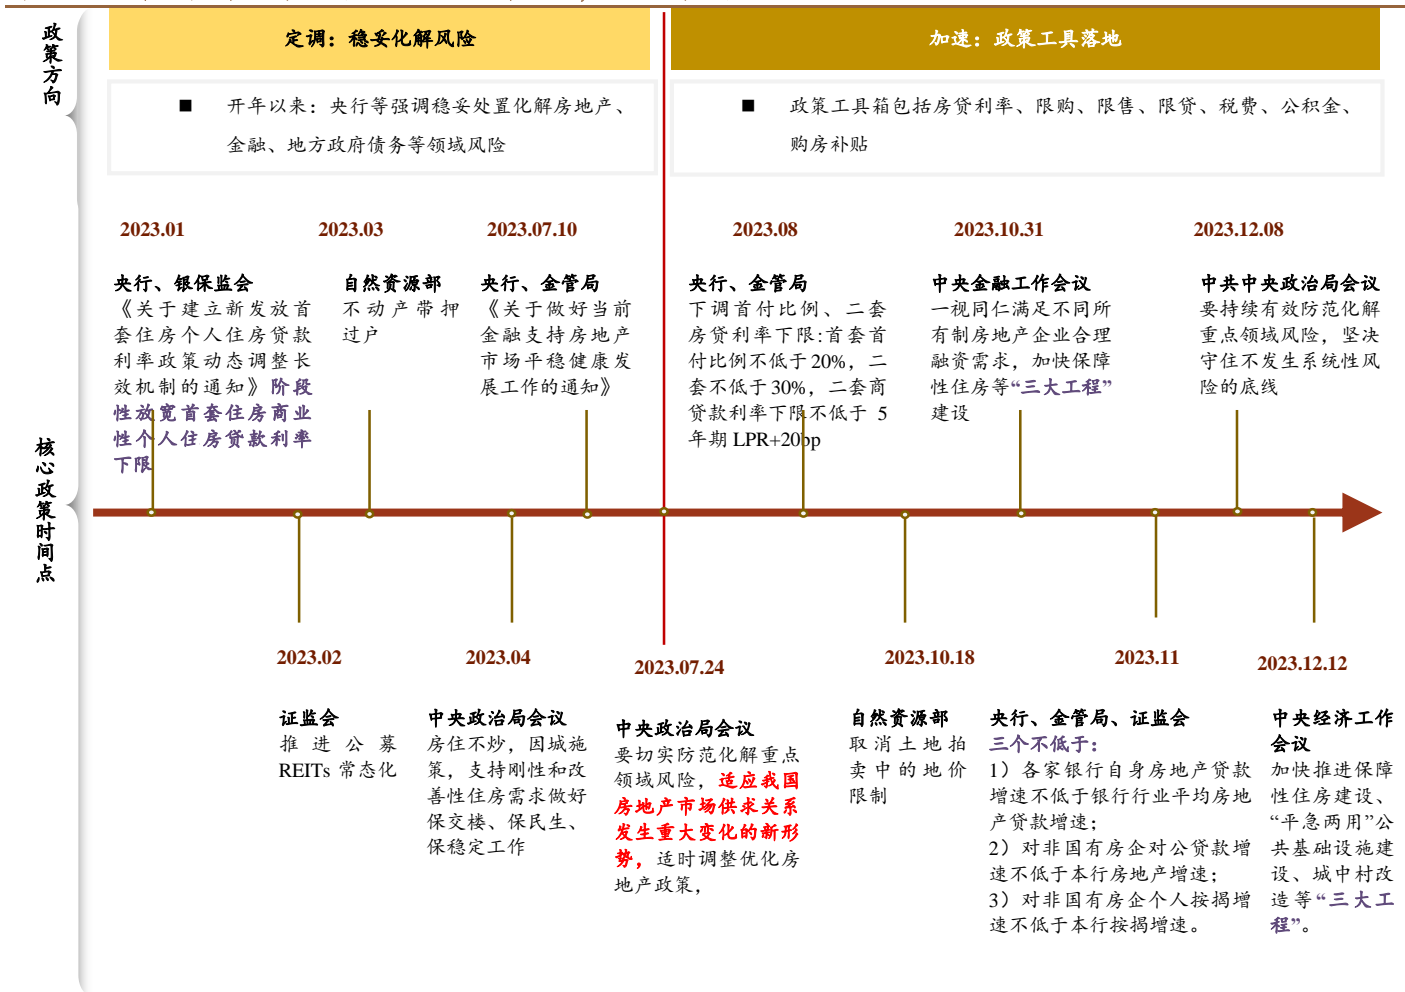 政策方向
定调：稳妥化解风险
加速：政策工具落地
■ 开年以来：央行等强调稳妥处置化解房地产、
金融、地方政府债务等领域风险
■ 政策工具箱包括房贷利率、限购、限售、限贷、税费、公积金、
购房补贴
核心政策时间点
2023.01
央行、银保监会
《关于建立新发放首
套住房个人住房贷款
利率政策动态调整长
效机制的通知》阶段
性放宽首套住房商业
性个人住房贷款利率
下限
2023.03
自然资源部
不动产带押
过户
2023.07.10
央行、金管局
《关于做好当前
金融支持房地产
市场平稳健康发
展工作的通知》
2023.08
央行、金管局
下调首付比例、二套
房贷利率下限:首套首
付比例不低于20%，二
套不低于30%，二套商
贷款利率下限不低于 5
年期 LPR+20bp
2023.10.31
中央金融工作会议
一视同仁满足不同所
有制房地产企业合理
融资需求，加快保障
性住房等“三大工程”
建设
2023.12.08
中共中央政治局会议
要持续有效防范化解
重点领域风险，坚决
守住不发生系统性风
险的底线
2023.02
证监会
推进公募
REITs 常态化
2023.04
中央政治局会议
房住不炒，因城施
策，支持刚性和改
善性住房需求做好
保交楼、保民生、
保稳定工作
2023.07.24
中央政治局会议
要切实防范化解重点
领域风险，适应我国
房地产市场供求关系
发生重大变化的新形
势，适时调整优化房
地产政策，
2023.10.18
自然资源部
取消土地拍
卖中的地价
限制
2023.11
央行、金管局、证监会
三个不低于：
1）各家银行自身房地产贷款
增速不低于银行行业平均房地
产贷款增速；
2）对非国有房企对公贷款增
速不低于本行房地产增速；
3）对非国有房企个人按揭增
速不低于本行按揭增速。
2023.12.12
中央经济工作
会议
加快推进保障
性住房建设、
“平急两用”公
共基础设施建
设、城中村改
造等“三大工
程”。